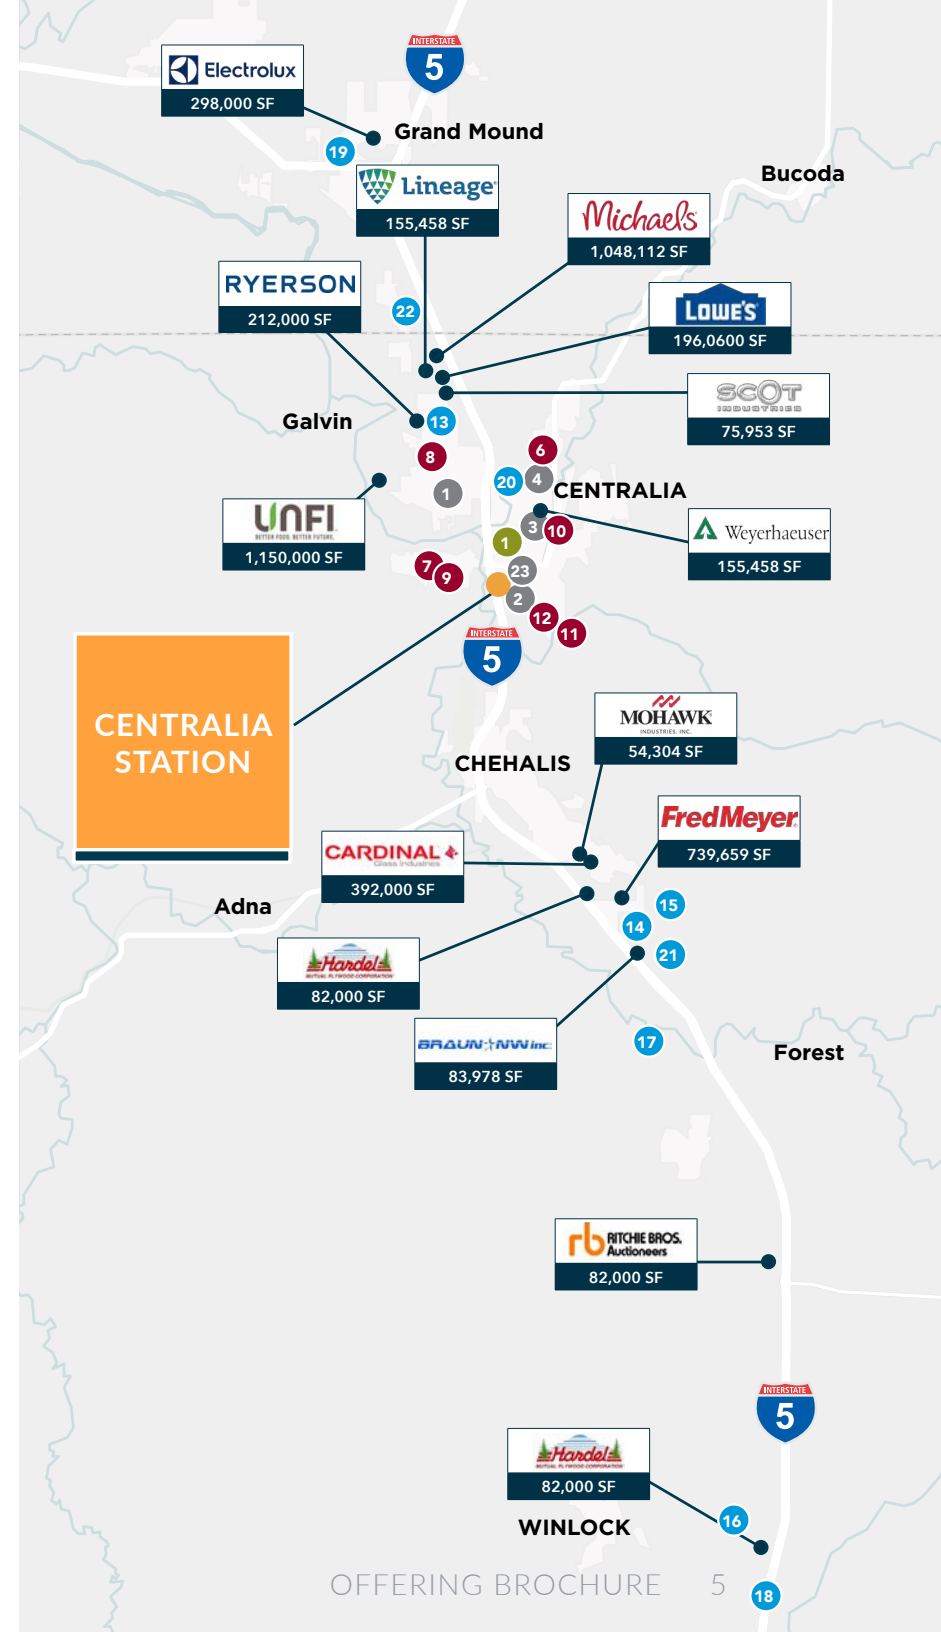 INTERSTATE
5
Electrolux
298,000 SF
Grand Mound
19
Bucoda
Lineage
155,458 SF
Michaels
1,048,112 SF
RYERSON
212,000 SF
22
LOWE'S
196,0600 SF
SCOT
INDUSTRIES
75,953 SF
Galvin
13
8
6
1
20
4
CENTRALIA
UNFI
BETTER FOOD. BETTER FUTURE.
1,150,000 SF
3
10
1
Weyerhaeuser
155,458 SF
7
9
23
2
12
11
INTERSTATE
5
CENTRALIA
STATION
MOHAWK
INDUSTRIES, INC.
54,304 SF
CHEHALIS
FredMeyer
739,659 SF
CARDINAL
Glass Industries
392,000 SF
Adna
15
14
21
Hardel
MUTUAL PLYWOOD CORPORATION
82,000 SF
BRAUN NW inc
83,978 SF
17
Forest
rb RITCHIE BROS.
Auctioneers
82,000 SF
INTERSTATE
5
Hardel
MUTUAL PLYWOOD CORPORATION
82,000 SF
16
WINLOCK
OFFERING BROCHURE 5
18